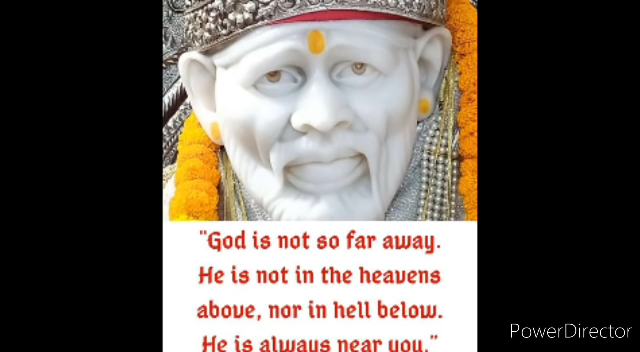 "God is not so far away.
He is not in the heavens
above, nor in hell below.
He is always near you."
PowerDirector